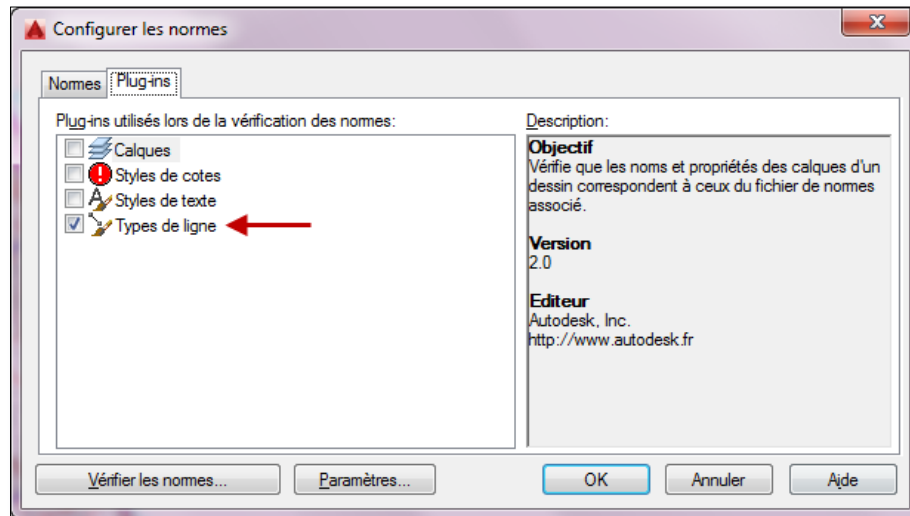 Configurer les normes
Normes Plug-ins
Plug-ins utilisés lors de la vérification des normes:
Calques
Styles de cotes
Styles de texte
Types de ligne
Description:
Objectif
Vérifie que les noms et propriétés des calques d'un
dessin correspondent à ceux du fichier de normes
associé.
Version
2.0
Editeur
Autodesk, Inc.
http://www.autodesk.fr
Vérifier les normes... Paramètres... OK Annuler Aide